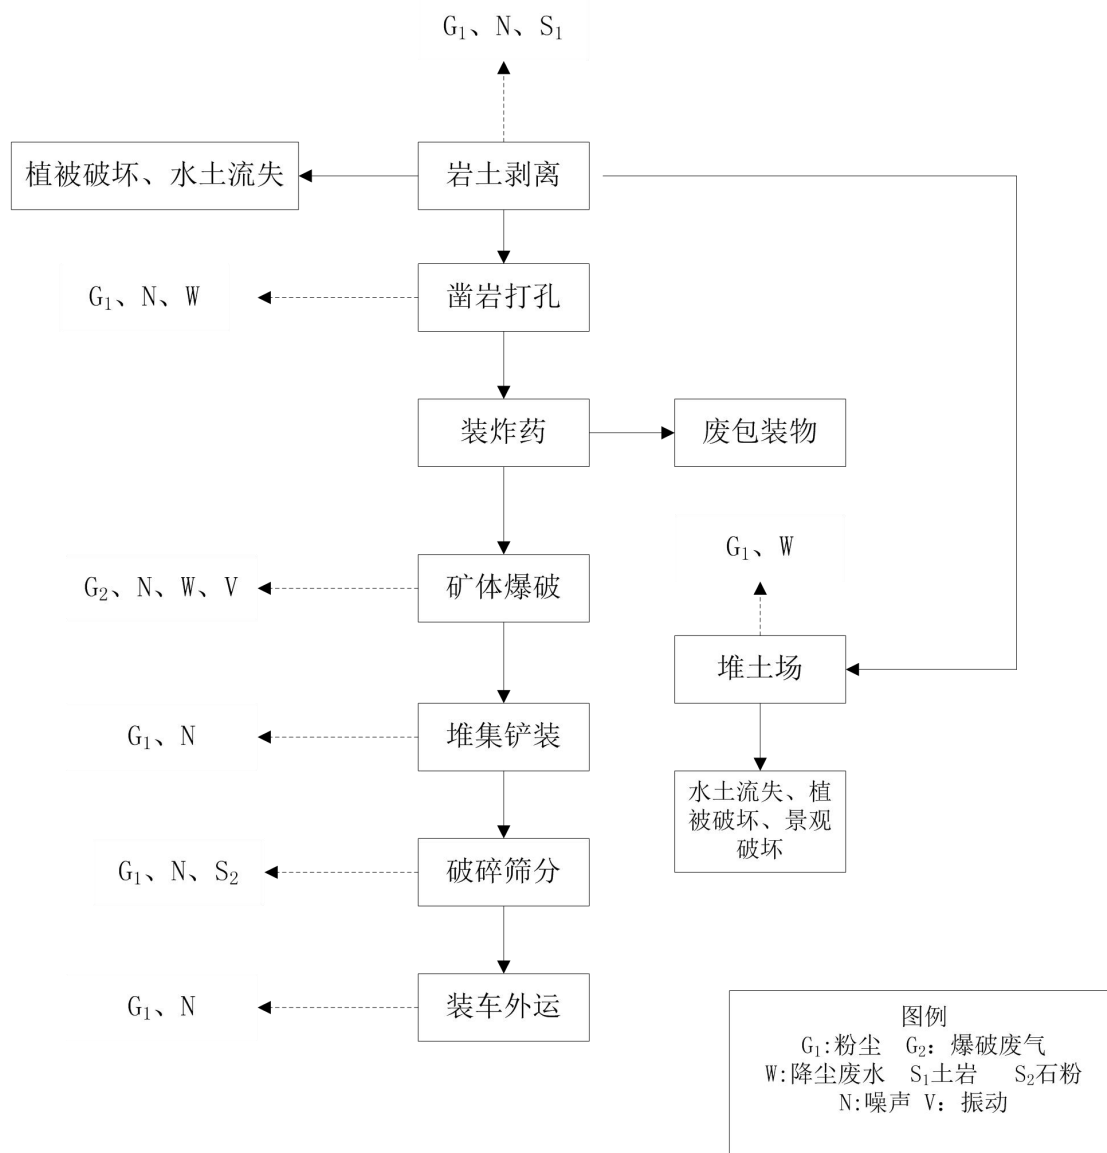 G₁、N、S₁
植被破坏、水土流失
岩土剥离
G₁、N、W
凿岩打孔
装炸药
废包装物
G₁、W
G₂、N、W、V
矿体爆破
堆土场
G₁、N
堆集铲装
水土流失、植
被破坏、景观
破坏
G₁、N、S₂
破碎筛分
G₁、N
装车外运
图例
G₁:粉尘 G₂：爆破废气
W:降尘废水 S₁土岩 S₂石粉
N:噪声 V：振动